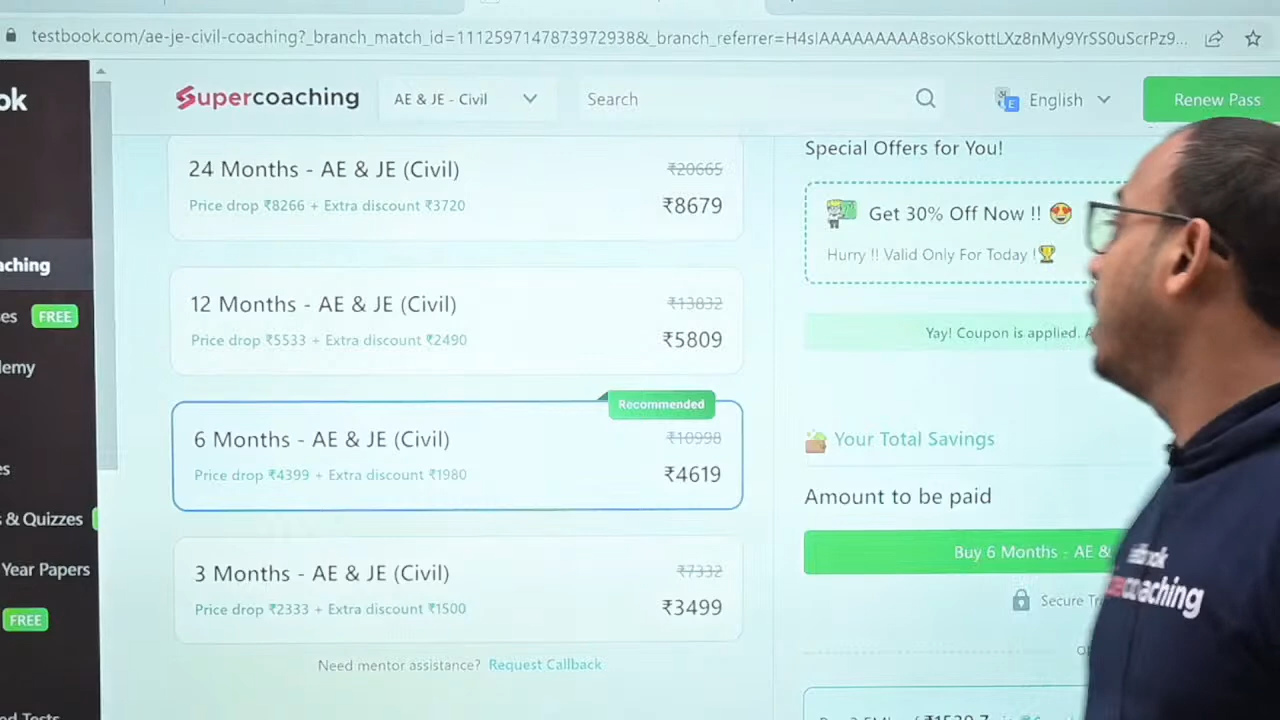 testbook.com/ae-je-civil-coaching?_branch_match_id=1112597147873972938&_branch_referrer=H4sIAAAAAAAAA8soKSkottLXz8nMy9YrSS0uScrPz9...
Supercoaching
AE & JE - Civil
Search
English
Renew Pass
24 Months - AE & JE (Civil)
₹20665
Price drop ₹8266 + Extra discount ₹3720
₹8679
12 Months - AE & JE (Civil)
₹13832
Price drop ₹5533 + Extra discount ₹2490
₹5809
Recommended
6 Months - AE & JE (Civil)
₹10998
Price drop ₹4399 + Extra discount ₹1980
₹4619
3 Months - AE & JE (Civil)
₹7332
Price drop ₹2333 + Extra discount ₹1500
₹3499
Need mentor assistance? Request Callback
Special Offers for You!
Get 30% Off Now !!
Hurry !! Valid Only For Today !
Yay! Coupon is applied.
Your Total Savings
Amount to be paid
Buy 6 Months - AE &
Secure
FREE
& Quizzes
Year Papers
FREE
Tests
coaching